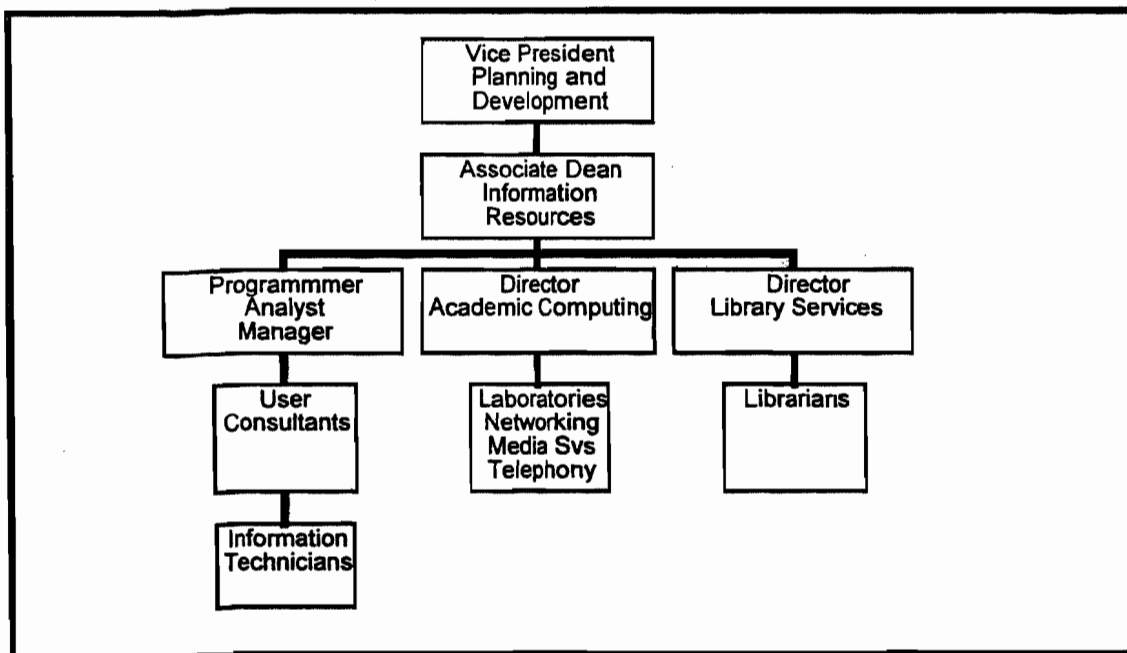 Vice President
Planning and
Development
Associate Dean
Information
Resources
Programmmer
Analyst
Manager
Director
Academic Computing
Director
Library Services
User
Consultants
Laboratories
Networking
Media Svs
Telephony
Librarians
Information
Technicians